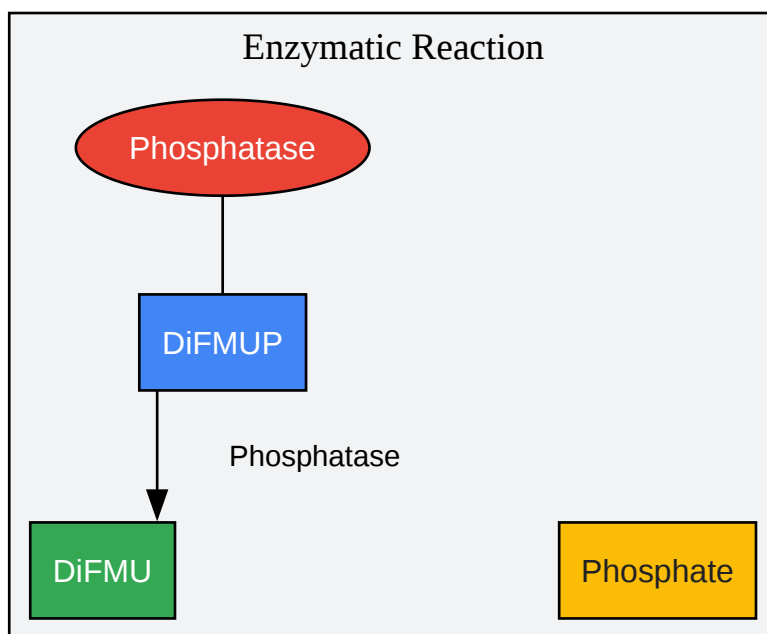 Enzymatic Reaction
Phosphatase
DiFMUP
Phosphatase
DiFMU
Phosphate